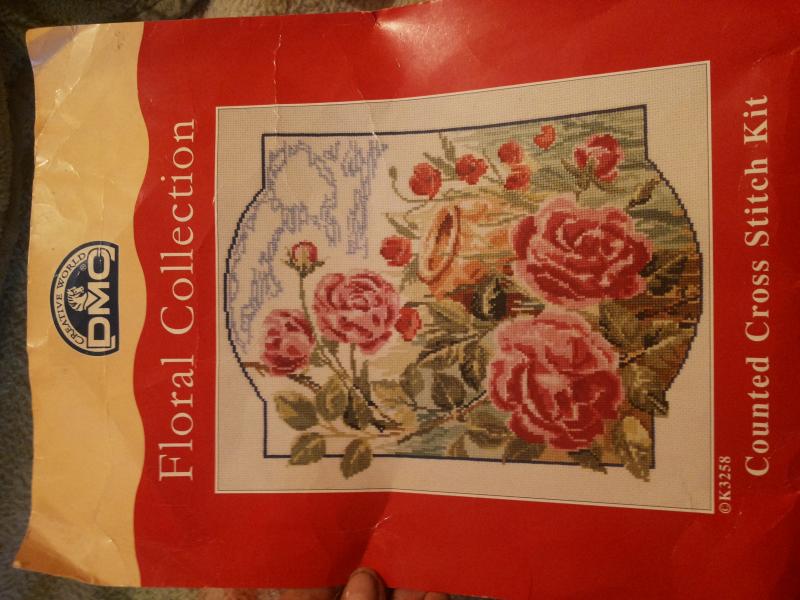 CREATIVE WORLD
DMC
®
Floral Collection
©K3258
Counted Cross Stitch Kit